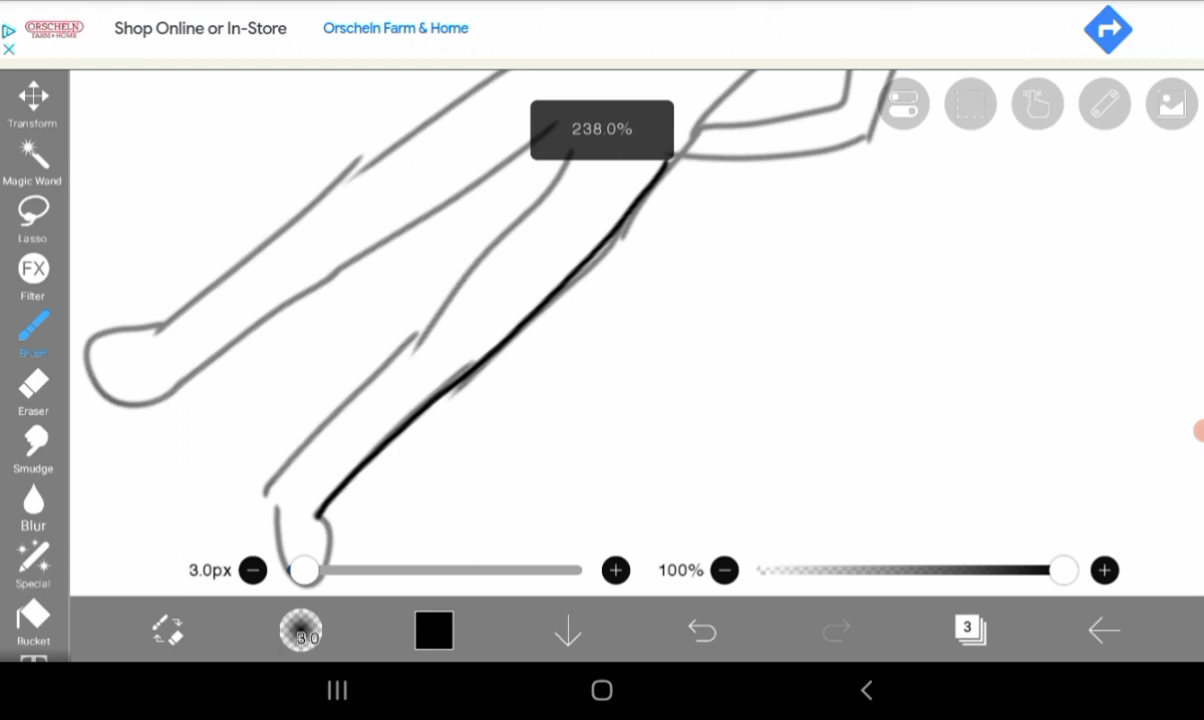 ORSCHELN
FARM+HOME
Shop Online or In-Store
Orscheln Farm & Home
Transform
Magic Wand
Lasso
FX
Filter
Brush
Eraser
Smudge
Blur
Special
Bucket
238.0%
3.0px
100%
3.0
3